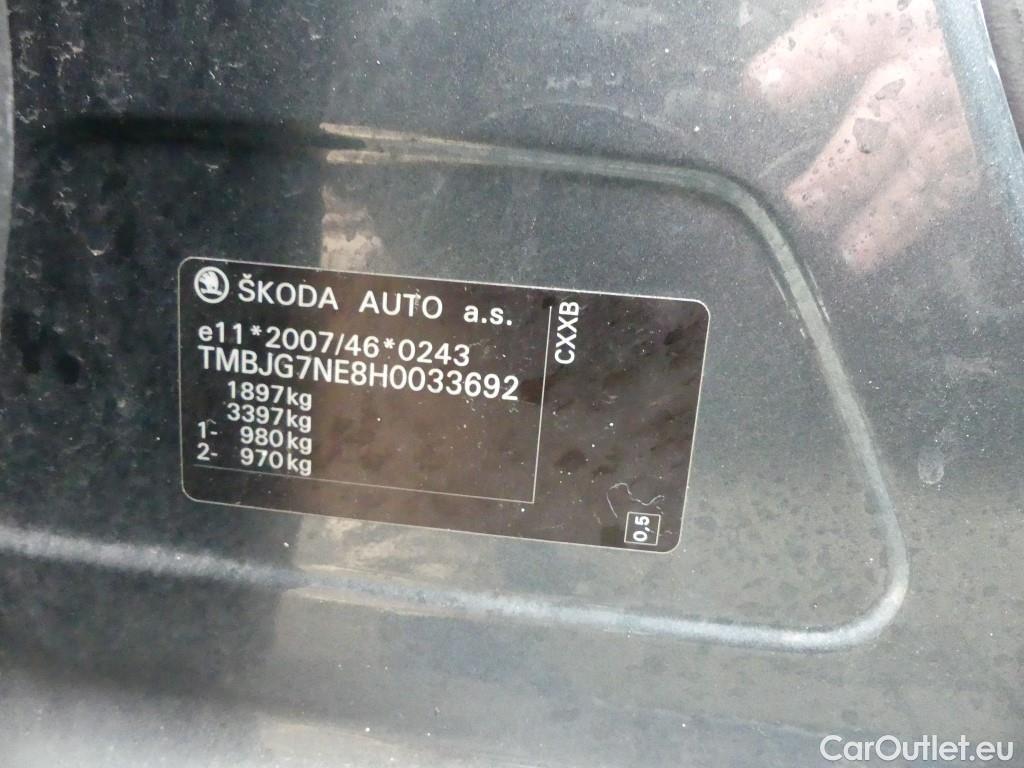 ŠKODA AUTO a.s.
e11*2007/46*0243
TMBJG7NE8H0033692
1897kg
3397kg
1- 980kg
2- 970kg
CXXB
0,5
CarOutlet.eu